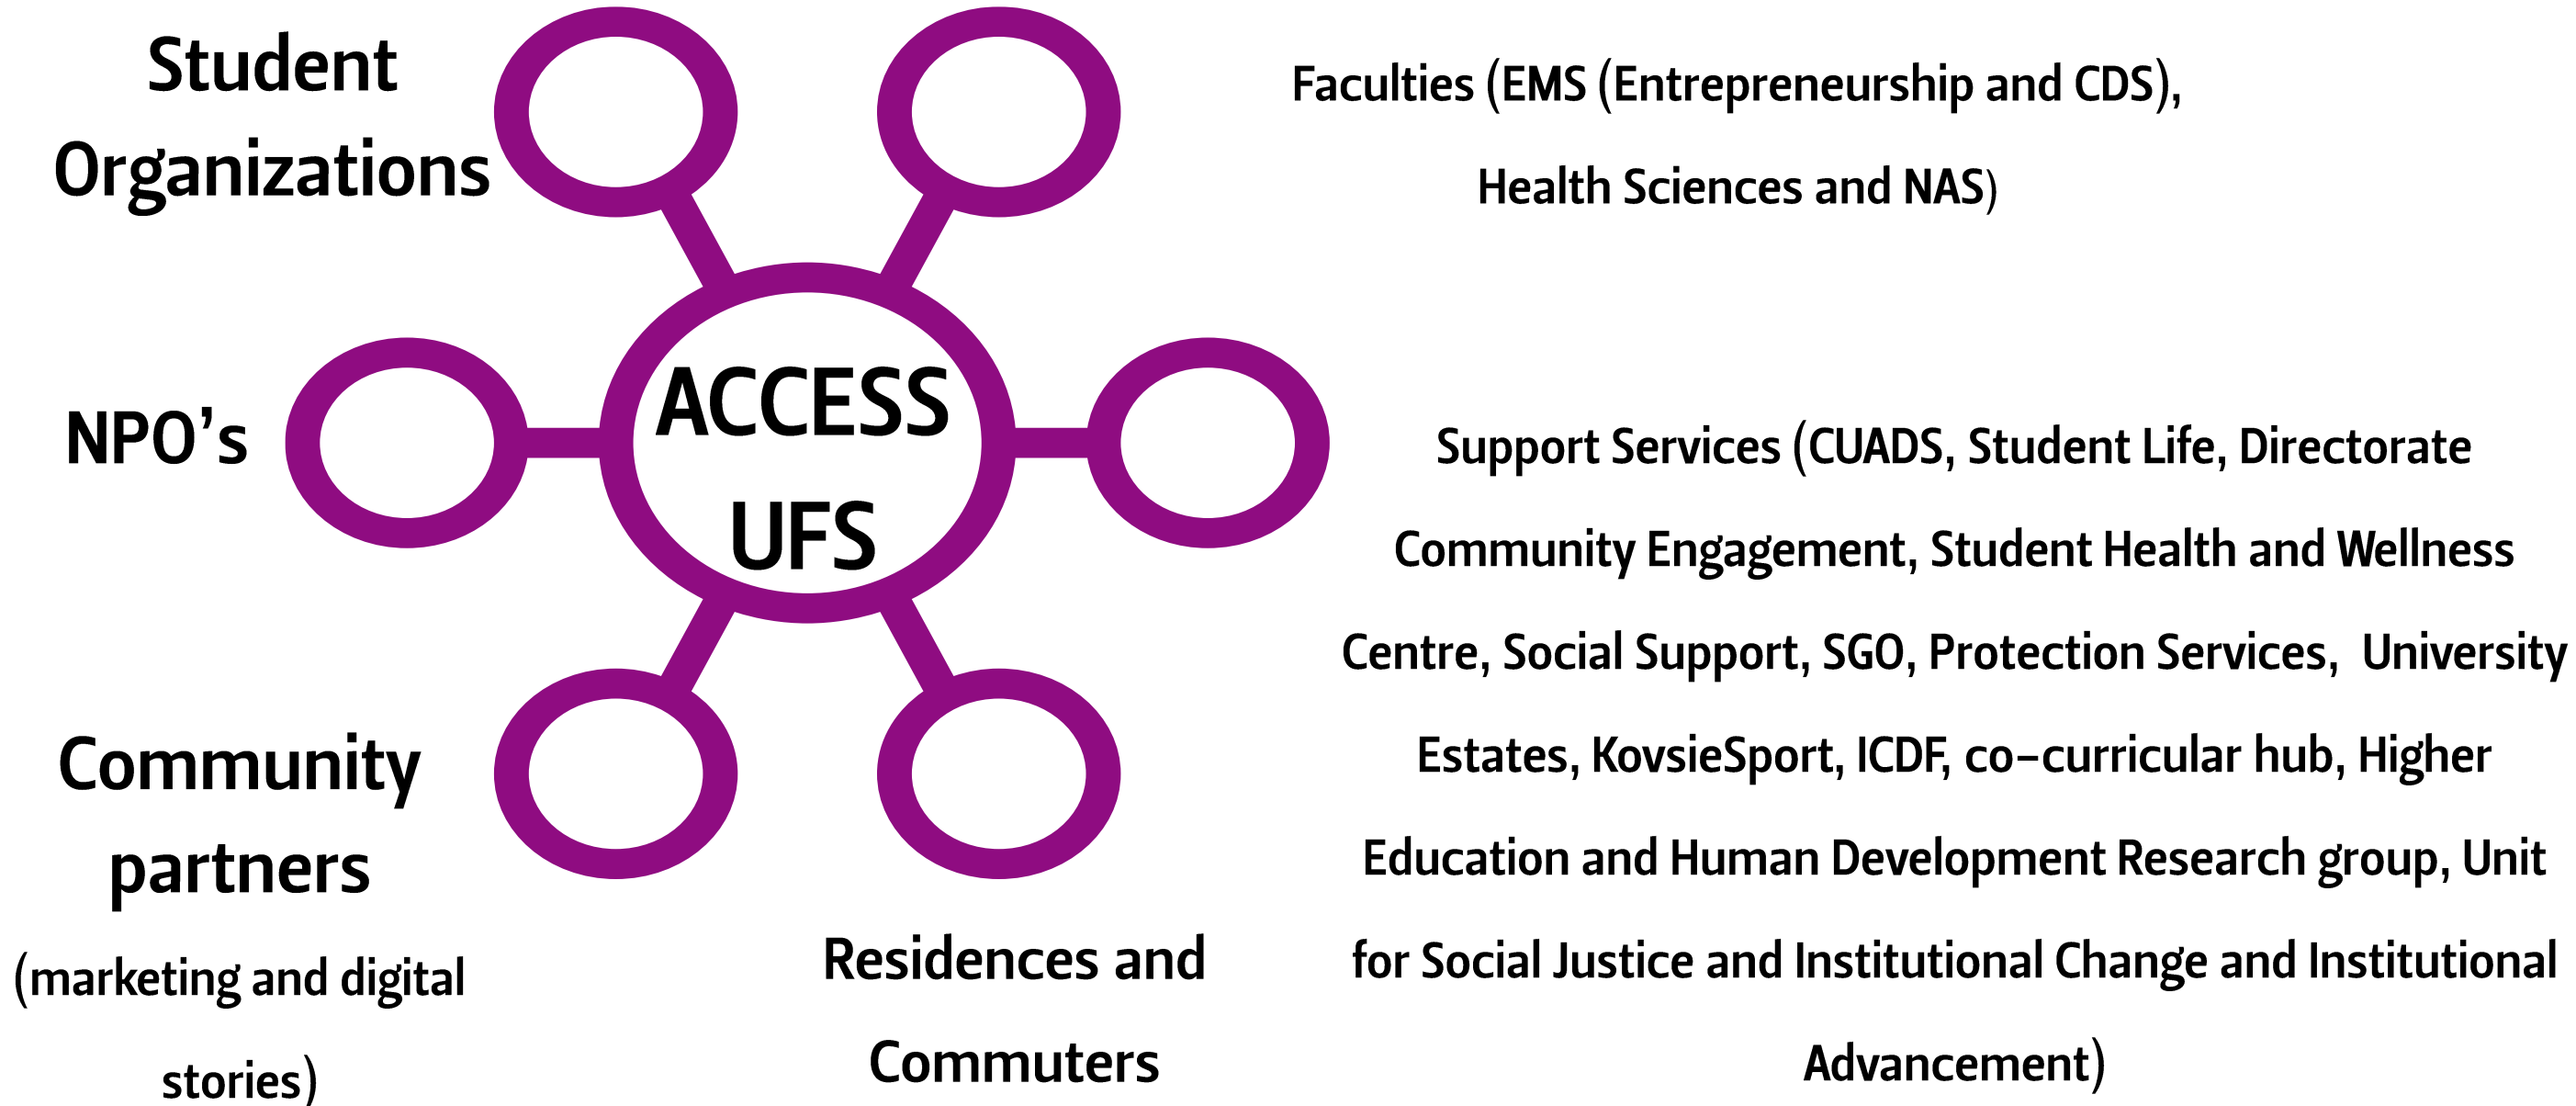 Student
Organizations
Faculties (EMS (Entrepreneurship and CDS),
Health Sciences and NAS)
NPO’s
ACCESS
UFS
Support Services (CUADS, Student Life, Directorate
Community Engagement, Student Health and Wellness
Centre, Social Support, SGO, Protection Services, University
Estates, KovsieSport, ICDF, co-curricular hub, Higher
Education and Human Development Research group, Unit
for Social Justice and Institutional Change and Institutional
Advancement)
Community
partners
(marketing and digital
stories)
Residences and
Commuters